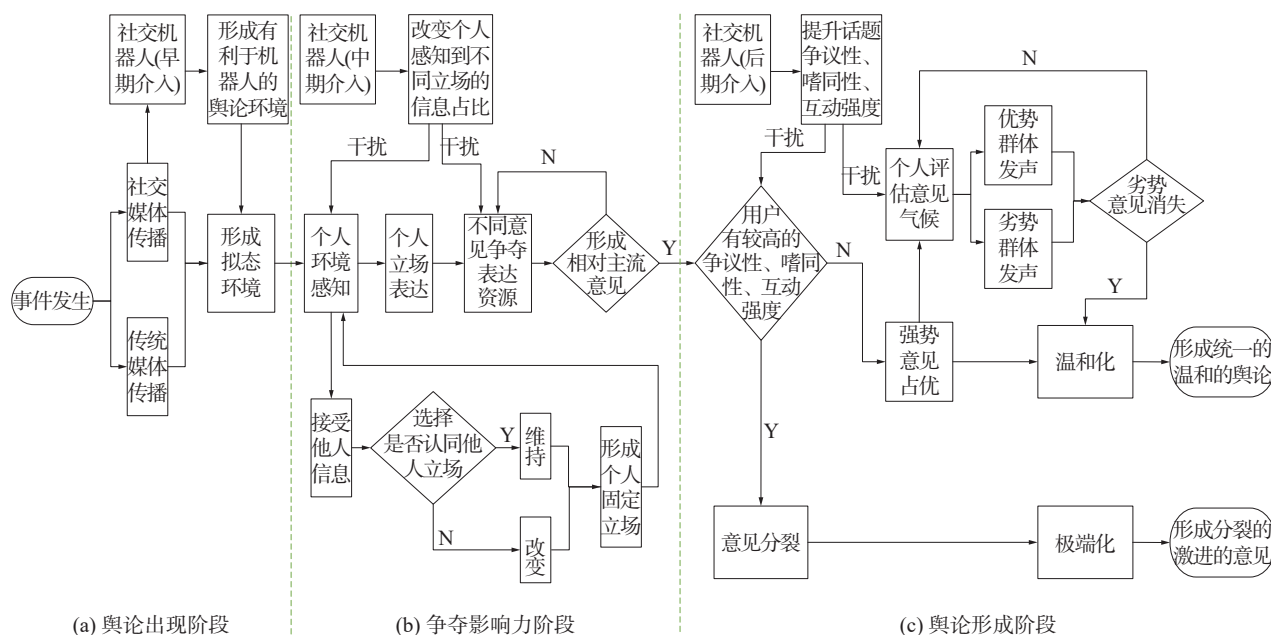 社交机
器人(早
期介入)
形成有
利于机
器人的
舆论环境
社交
媒体
传播
事件发生
传统
媒体
传播
形成
拟态
环境
(a) 舆论出现阶段
社交机
器人(中
期介入)
改变个人
感知到不
同立场的
信息占比
干扰
干扰
N
个人
环境
感知
个人
立场
表达
不同意
见争夺
表达
资源
形成
相对主流
意见
Y
接受
他人
信息
选择
是否认同他
人立场
Y
维
持
N
改
变
形成
个人
固定
立场
(b) 争夺影响力阶段
社交机
器人(后
期介入)
提升话题
争议性、
嗜同性、
互动强度
干扰
干扰
N
用户
有较高的
争议性、嗜同
性、互动
强度
N
Y
个人评
估意见
气候
优势
群体
发声
劣势
群体
发声
劣势
意见消失
Y
强势
意见
占优
温和化
形成统一的
温和的舆论
意见分裂
极端化
形成分裂的
激进的意见
(c) 舆论形成阶段